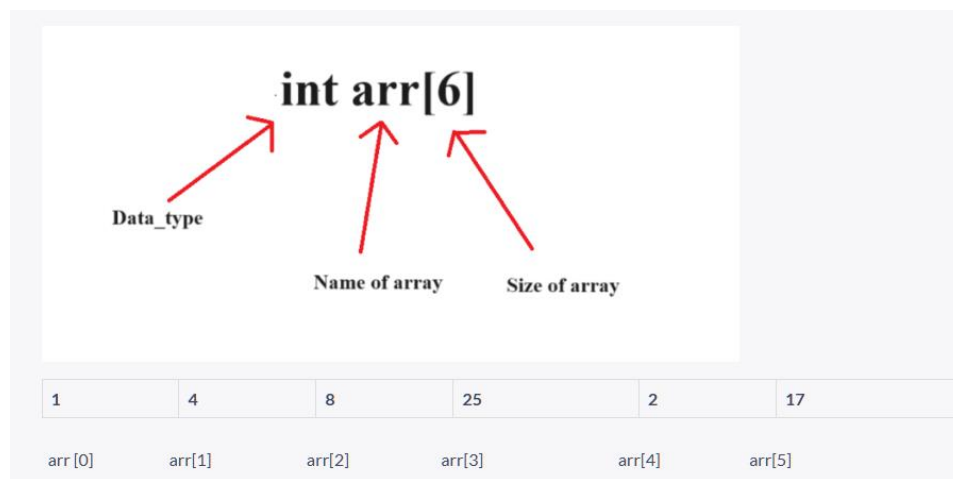 int arr[6]
Data_type
Name of array
Size of array
1 4 8 25 2 17
arr [0] arr[1] arr[2] arr[3] arr[4] arr[5]